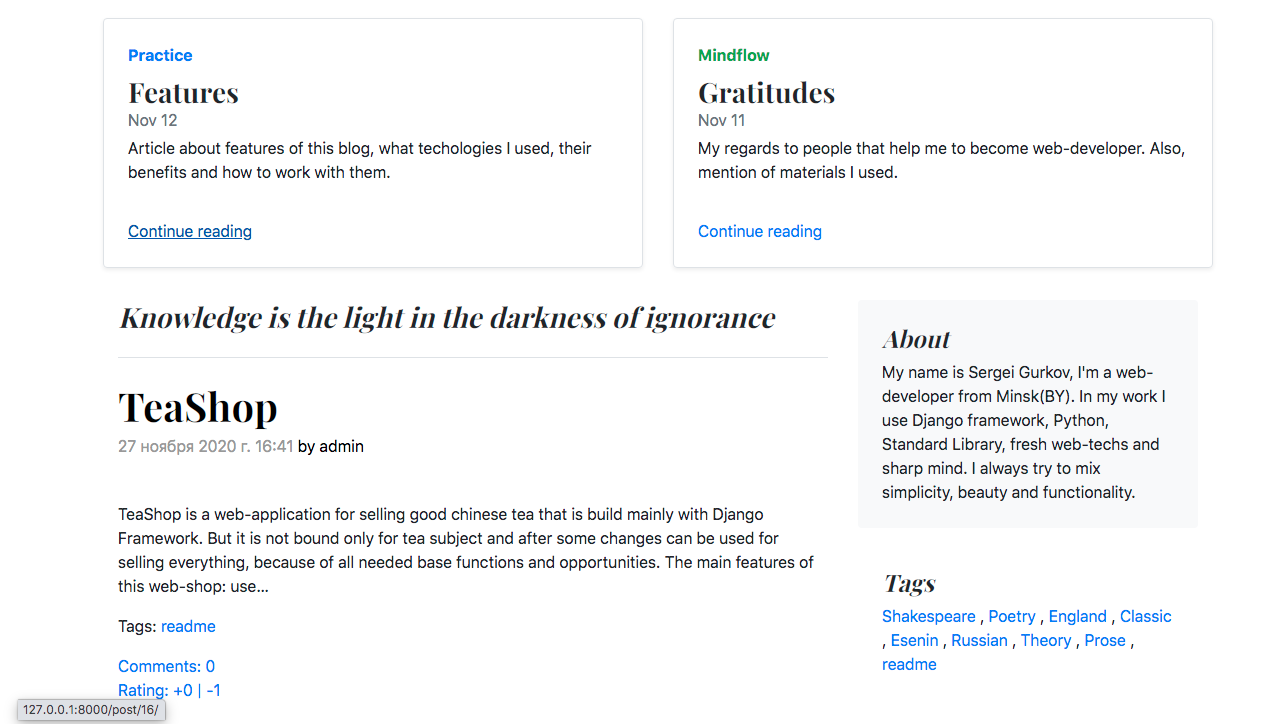 Practice
Features
Nov 12
Article about features of this blog, what techologies I used, their
benefits and how to work with them.
Continue reading
Mindflow
Gratitudes
Nov 11
My regards to people that help me to become web-developer. Also,
mention of materials I used.
Continue reading
Knowledge is the light in the darkness of ignorance
TeaShop
27 ноября 2020 г. 16:41 by admin
TeaShop is a web-application for selling good chinese tea that is build mainly with Django
Framework. But it is not bound only for tea subject and after some changes can be used for
selling everything, because of all needed base functions and opportunities. The main features of
this web-shop: use...
Tags: readme
Comments: 0
Rating: +0 | -1
About
My name is Sergei Gurkov, I'm a web-
developer from Minsk(BY). In my work I
use Django framework, Python,
Standard Library, fresh web-techs and
sharp mind. I always try to mix
simplicity, beauty and functionality.
Tags
Shakespeare , Poetry , England , Classic
, Esenin , Russian , Theory , Prose ,
readme
127.0.0.1:8000/post/16/